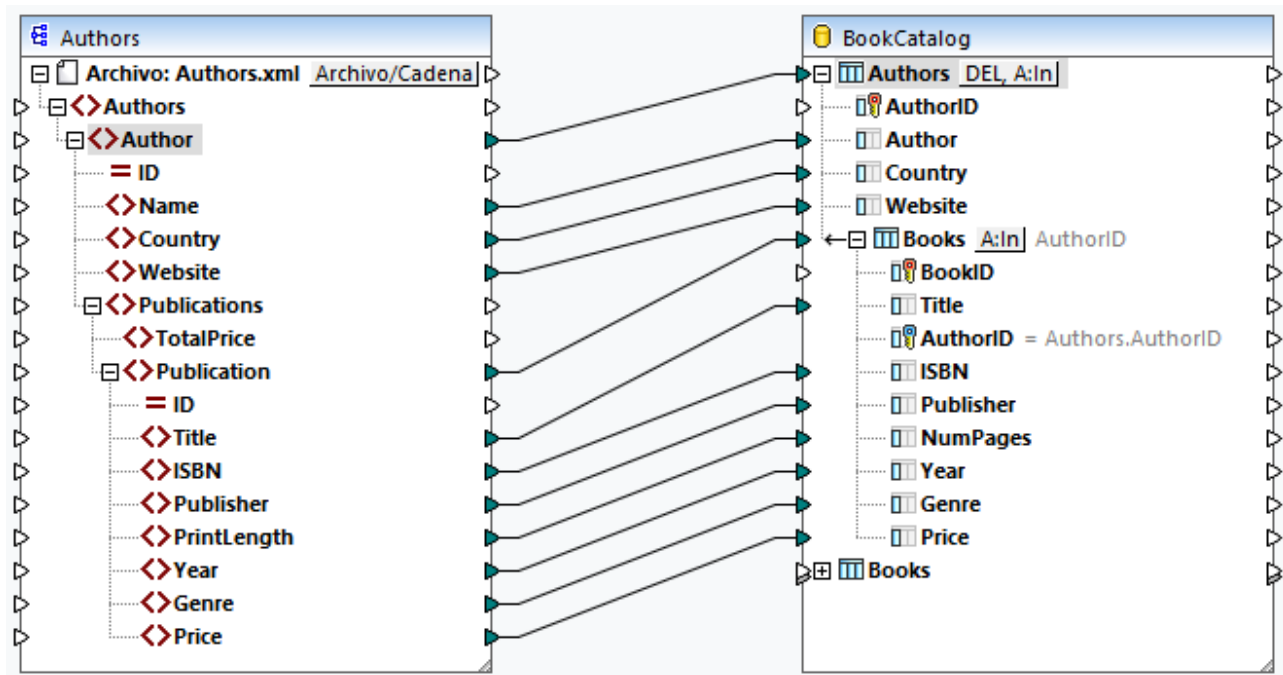 Authors
Archivo: Authors.xml Archivo/Cadena
Authors
Author
ID
Name
Country
Website
Publications
TotalPrice
Publication
ID
Title
ISBN
Publisher
PrintLength
Year
Genre
Price
BookCatalog
Authors DEL, A:In
AuthorID
Author
Country
Website
Books A:In AuthorID
BookID
Title
AuthorID = Authors.AuthorID
ISBN
Publisher
NumPages
Year
Genre
Price
Books